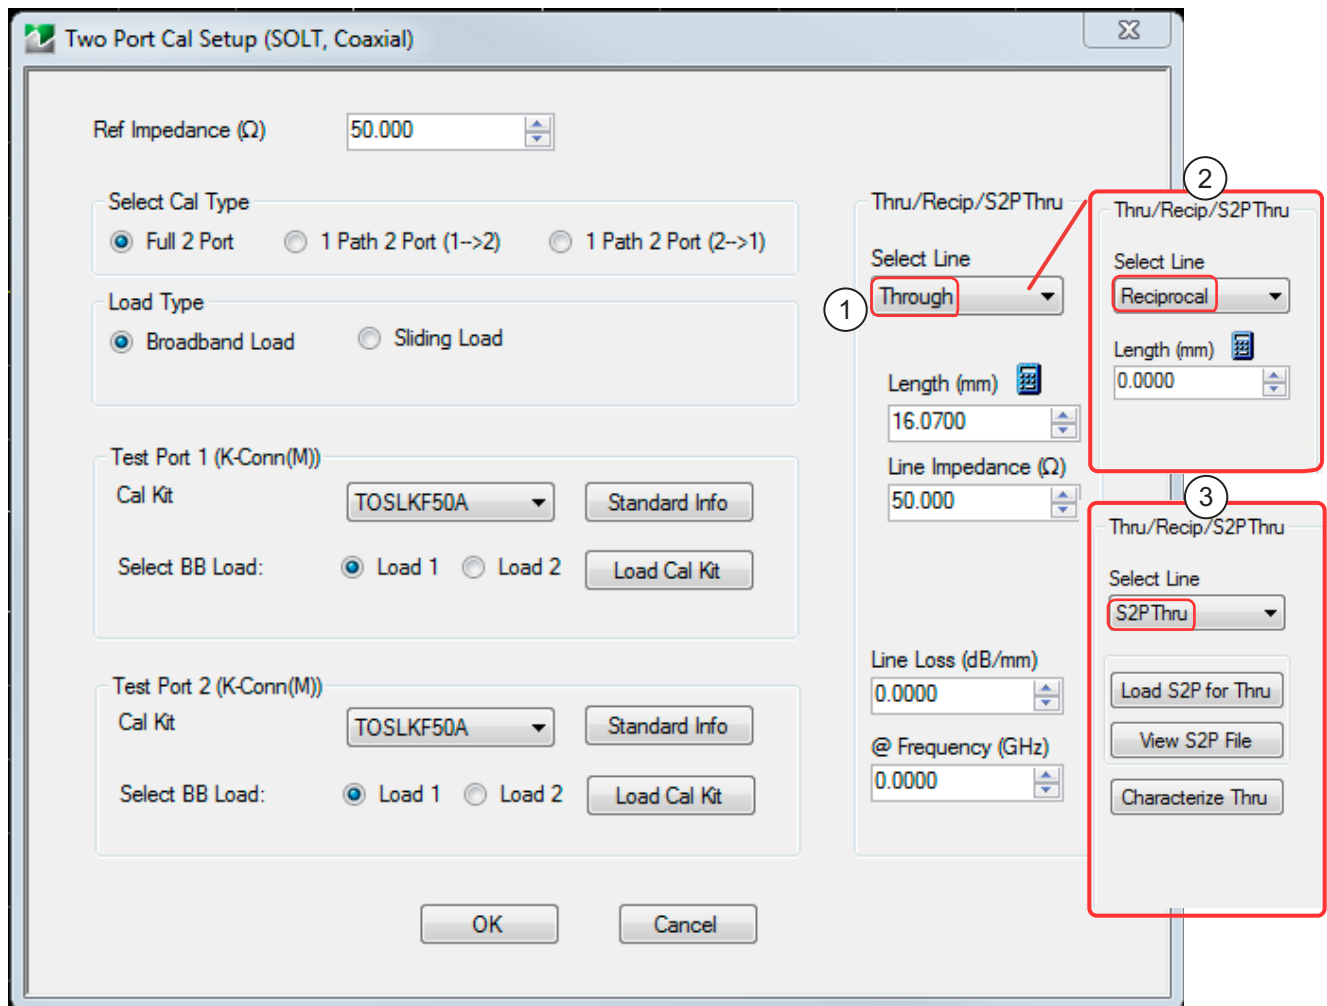 Two Port Cal Setup (SOLT, Coaxial)
Ref Impedance (Ω)
50.000
Select Cal Type
Full 2 Port
1 Path 2 Port (1-->2)
1 Path 2 Port (2-->1)
Load Type
Broadband Load
Sliding Load
Test Port 1 (K-Conn(M))
Cal Kit
TOSLKF50A
Standard Info
Select BB Load:
Load 1
Load 2
Load Cal Kit
Test Port 2 (K-Conn(M))
Cal Kit
TOSLKF50A
Standard Info
Select BB Load:
Load 1
Load 2
Load Cal Kit
OK
Cancel
Thru/Recip/S2PThru
Select Line
1
Through
Length (mm)
16.0700
Line Impedance (Ω)
50.000
Line Loss (dB/mm)
0.0000
@ Frequency (GHz)
0.0000
2
Thru/Recip/S2PThru
Select Line
Reciprocal
Length (mm)
0.0000
3
Thru/Recip/S2PThru
Select Line
S2PThru
Load S2P for Thru
View S2P File
Characterize Thru